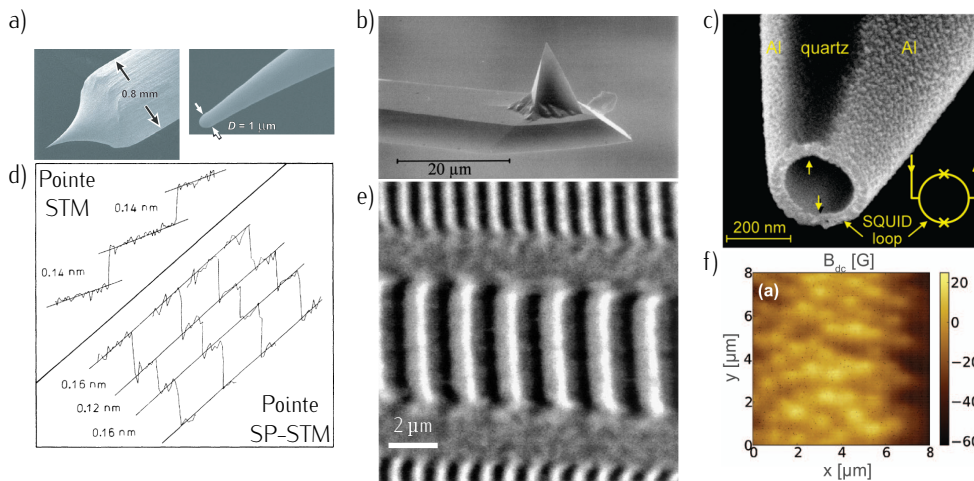 a)
0.8 mm
D = 1 µm
b)
20 µm
c)
Al
quartz
Al
200 nm
SQUID
loop
d)
Pointe
STM
0.14 nm
0.14 nm
0.16 nm
0.12 nm
0.16 nm
Pointe
SP-STM
e)
2 µm
f)
B_dc [G]
(a)
8
6
4
2
0
y [µm]
0
2
4
6
8
x [µm]
20
0
−20
−40
−60